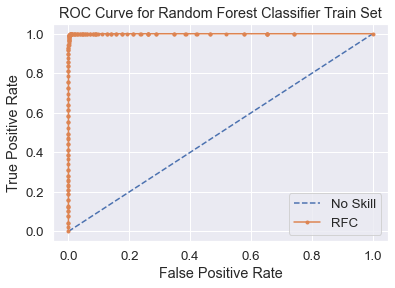 ROC Curve for Random Forest Classifier Train Set
True Positive Rate
1.0
0.8
0.6
0.4
0.2
0.0
0.0 0.2 0.4 0.6 0.8 1.0
False Positive Rate
No Skill
RFC